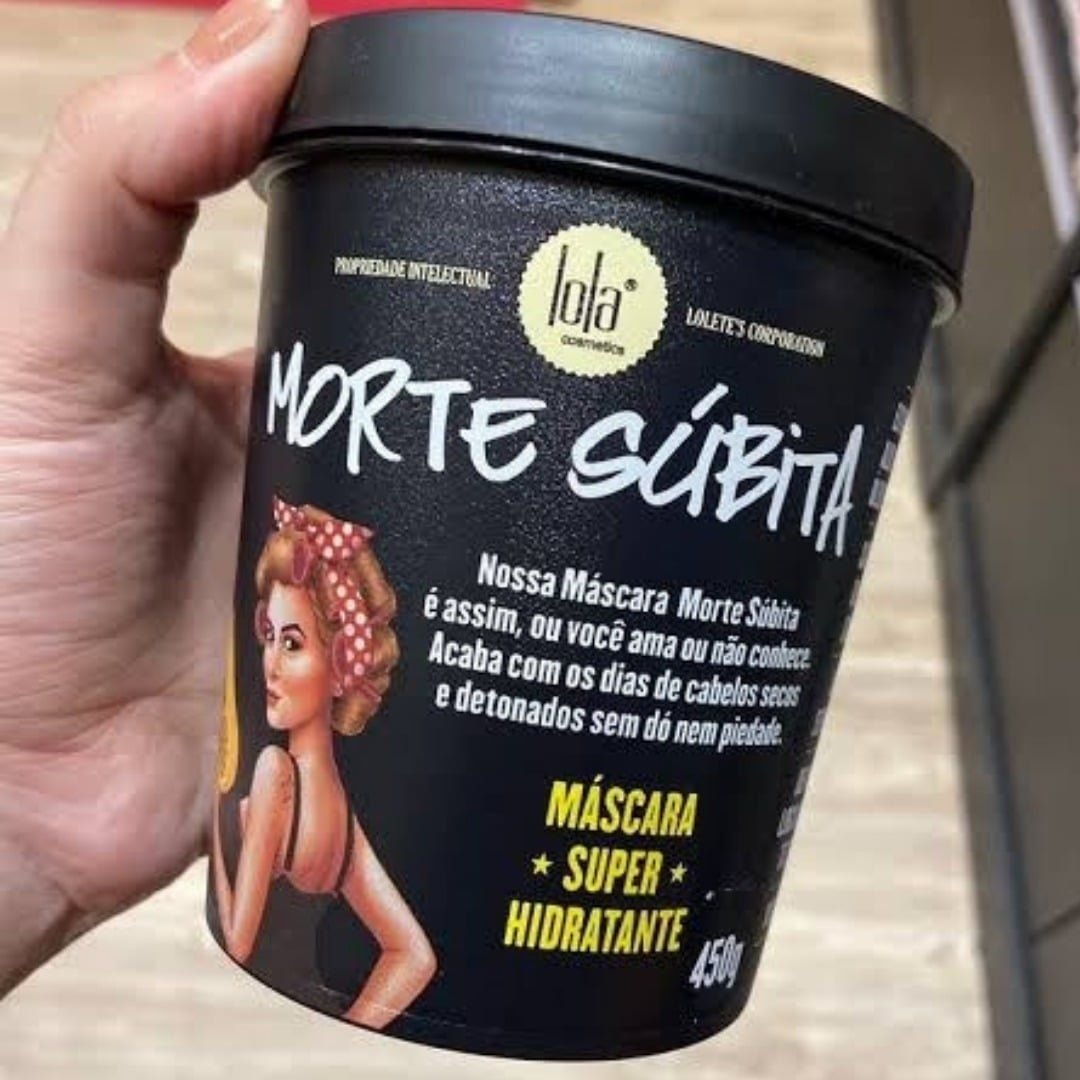 PROPRIEDADE INTELECTUAL
lola®
cosmetics
LOLETE'S CORPORATION
MORTE SÚBITA
Nossa Máscara Morte Súbita
é assim, ou você ama ou não conhece.
Acaba com os dias de cabelos secos
e detonados sem dó nem piedade.
MÁSCARA
★ SUPER ★
HIDRATANTE
450g